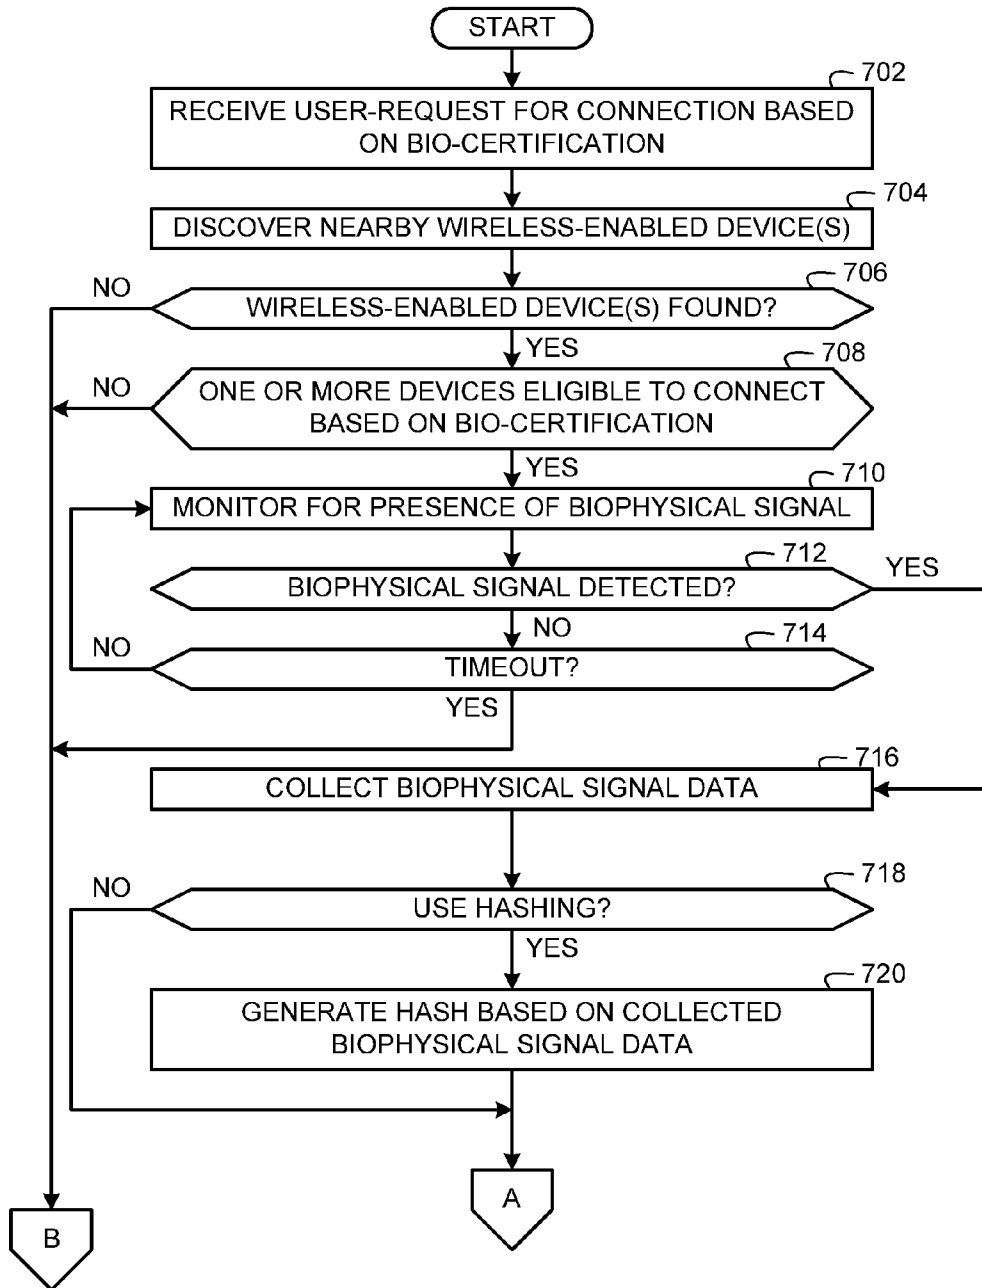 START
702
RECEIVE USER-REQUEST FOR CONNECTION BASED
ON BIO-CERTIFICATION
704
DISCOVER NEARBY WIRELESS-ENABLED DEVICE(S)
706
NO
WIRELESS-ENABLED DEVICE(S) FOUND?
YES
708
NO
ONE OR MORE DEVICES ELIGIBLE TO CONNECT
BASED ON BIO-CERTIFICATION
YES
710
MONITOR FOR PRESENCE OF BIOPHYSICAL SIGNAL
712
YES
BIOPHYSICAL SIGNAL DETECTED?
NO
714
NO
TIMEOUT?
YES
716
COLLECT BIOPHYSICAL SIGNAL DATA
718
NO
USE HASHING?
YES
720
GENERATE HASH BASED ON COLLECTED
BIOPHYSICAL SIGNAL DATA
A
B